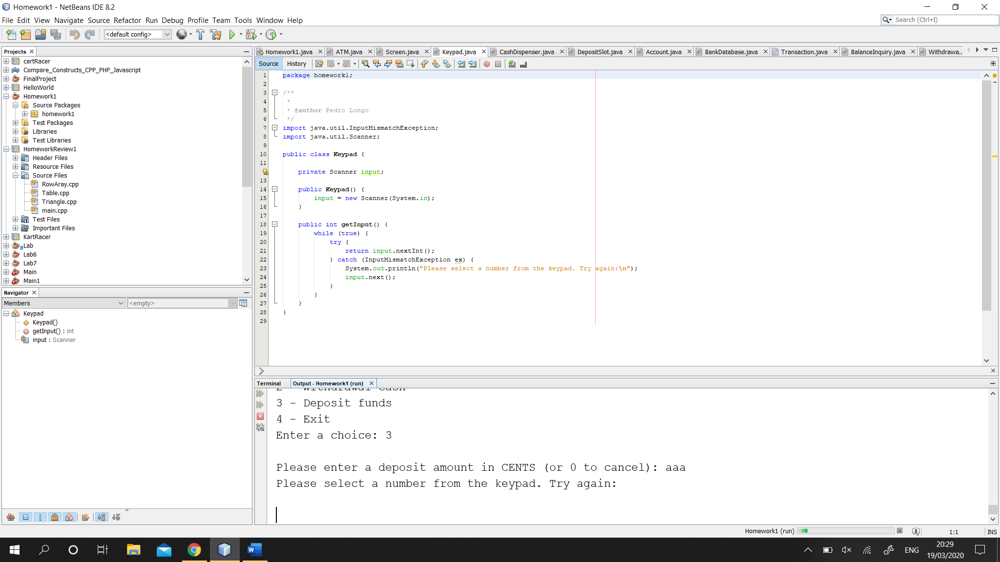 Homework1 - NetBeans IDE 8.2
File Edit View Navigate Source Refactor Run Debug Profile Team Tools Window Help
Search (Ctrl+I)
<default config>
Projects
cartRacer
Compare_Constructs_CPP_PHP_Javascript
FinalProject
HelloWorld
Homework1
Source Packages
homework1
Test Packages
Libraries
Test Libraries
HomeworkReview1
Header Files
Resource Files
Source Files
RowAray.cpp
Table.cpp
Triangle.cpp
main.cpp
Test Files
Important Files
KartRacer
Lab
Lab6
Lab7
Main
Main1
Navigator
Members
<empty>
Keypad
Keypad()
getInput() : int
input : Scanner
Homework1.java ATM.java Screen.java Keypad.java CashDispenser.java DepositSlot.java Account.java BankDatabase.java Transaction.java BalanceInquiry.java Withdrawa..
Source History
1 package homework1;
2
3 /**
4 *
5 * @author Pedro Longo
6 */
7 import java.util.InputMismatchException;
8 import java.util.Scanner;
9
10 public class Keypad {
11
private Scanner input;
13
14 public Keypad() {
15 input = new Scanner(System.in);
16 }
17
18 public int getInput() {
19 while (true) {
20 try {
21 return input.nextInt();
22 } catch (InputMismatchException ex) {
23 System.out.println("Please select a number from the keypad. Try again:\n");
24 input.next();
25 }
26 }
27 }
28 }
29
Terminal Output - Homework1 (run)
2 - Withdrawal Cash
3 - Deposit funds
4 - Exit
Enter a choice: 3
Please enter a deposit amount in CENTS (or 0 to cancel): aaa
Please select a number from the keypad. Try again:
Homework1 (run)
1
1:1
INS
ENG
20:29
19/03/2020